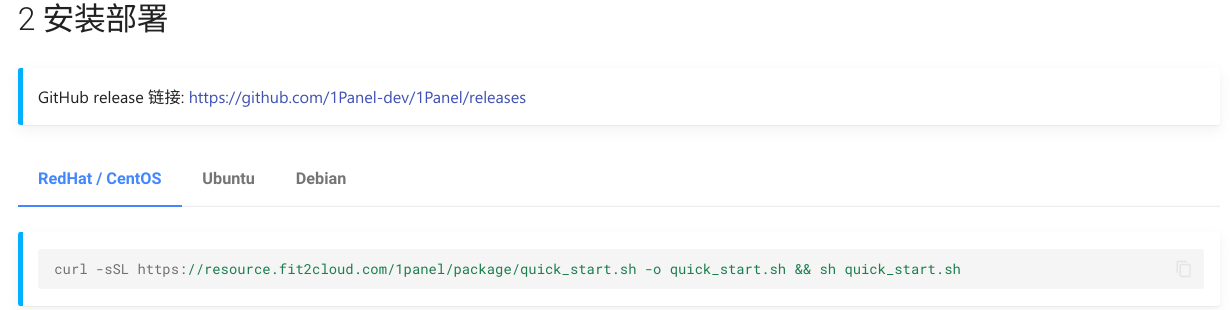 2 安装部署
GitHub release 链接: https://github.com/1Panel-dev/1Panel/releases
RedHat / CentOS Ubuntu Debian
curl -sSL https://resource.fit2cloud.com/1panel/package/quick_start.sh -o quick_start.sh && sh quick_start.sh